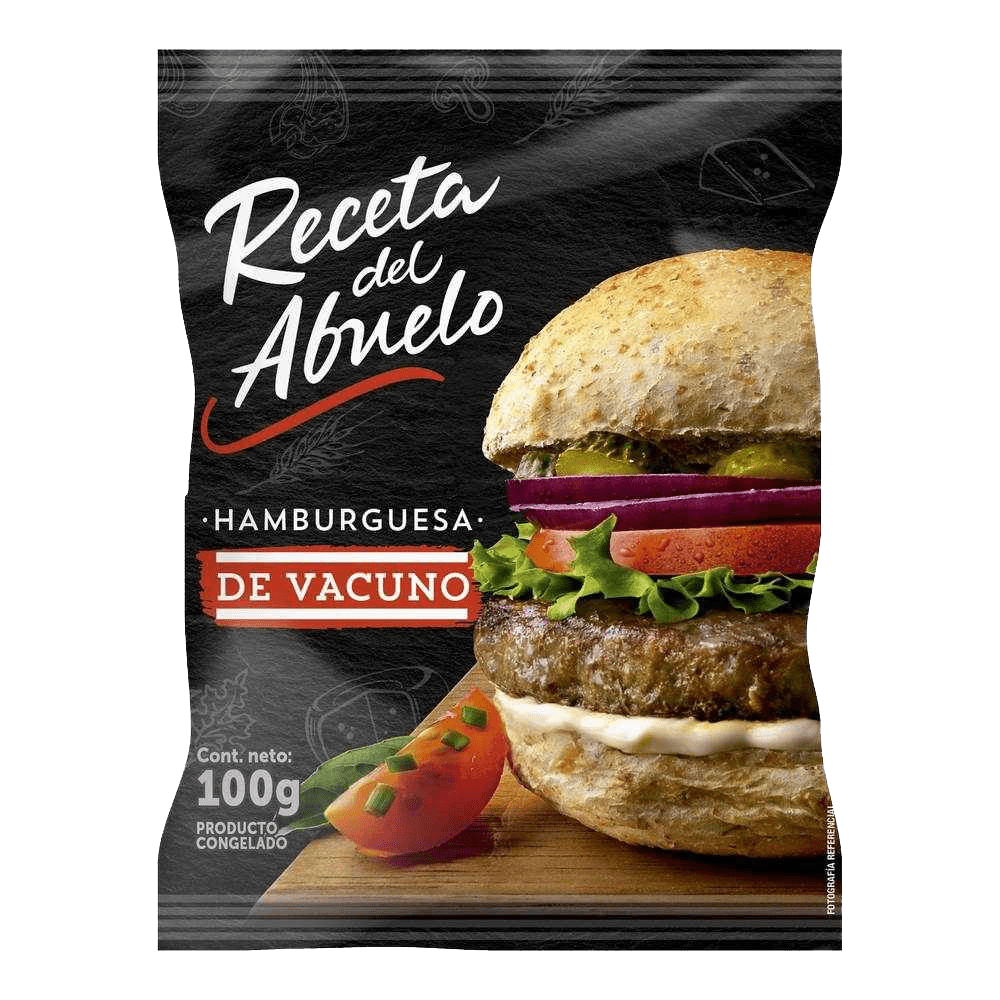 Receta
del
Abuelo
·HAMBURGUESA·
DE VACUNO
Cont. neto:
100g
PRODUCTO
CONGELADO
FOTOGRAFÍA REFERENCIAL